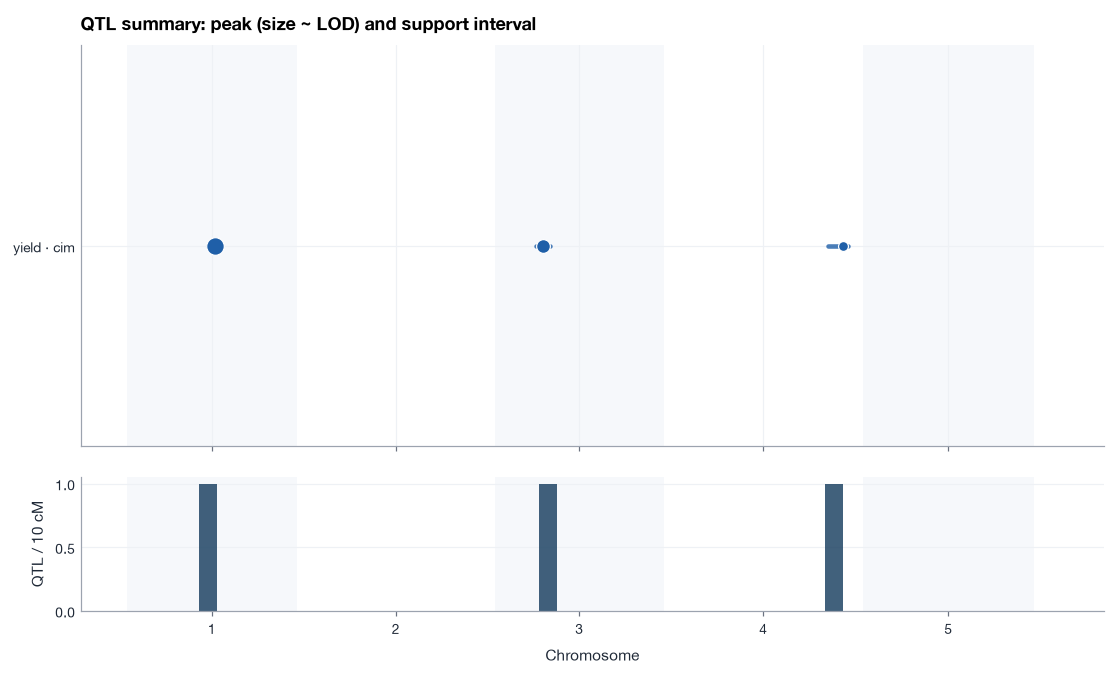 QTL summary: peak (size ~ LOD) and support interval
yield · cim
QTL / 10 cM
1.0
0.5
0.0
1 2 3 4 5
Chromosome